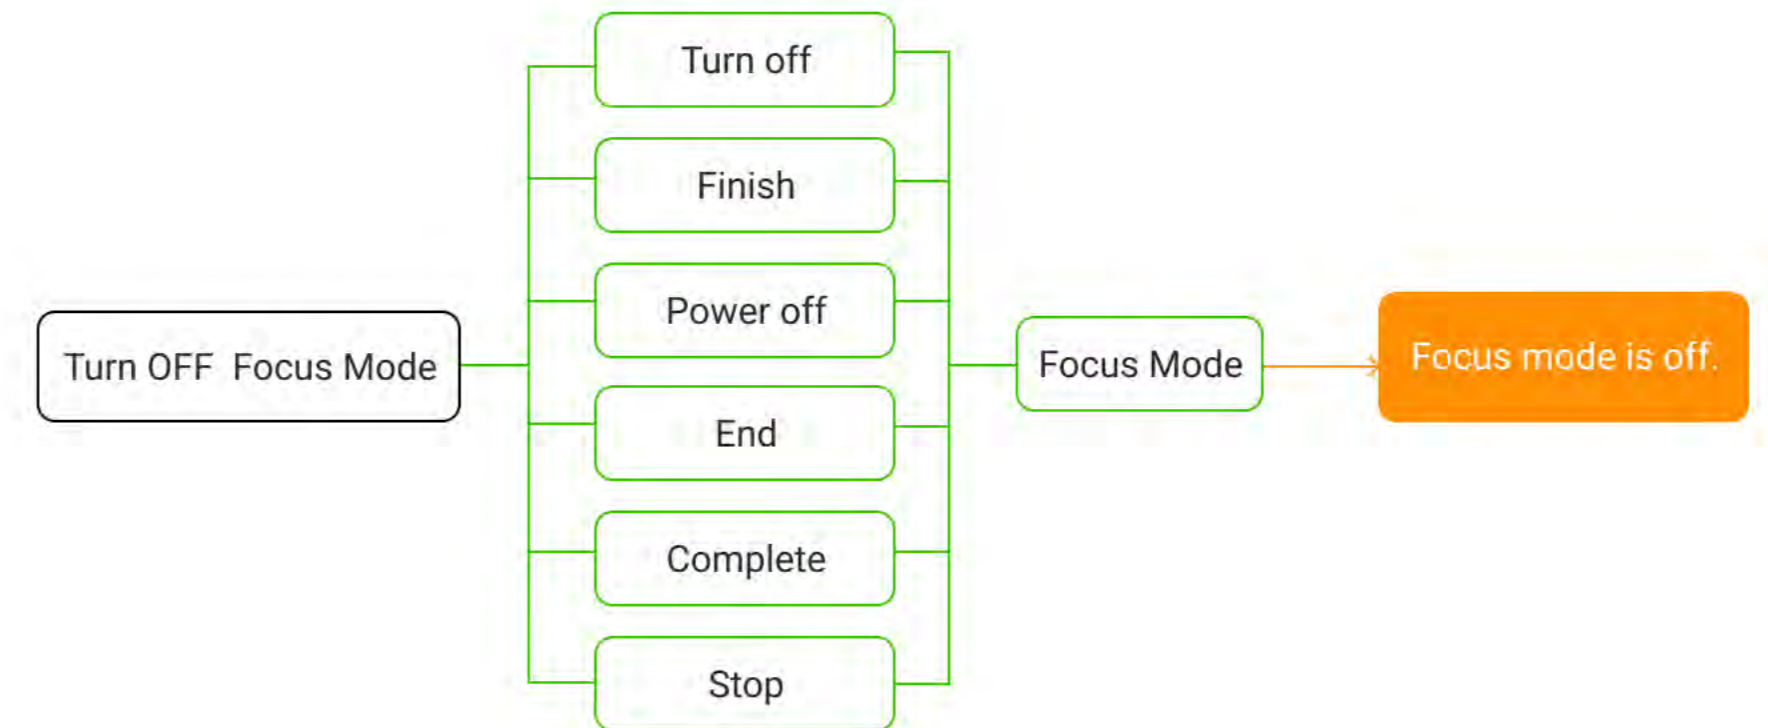 Turn OFF  Focus Mode
Turn off
Finish
Power off
End
Complete
Stop
Focus Mode
Focus mode is off.